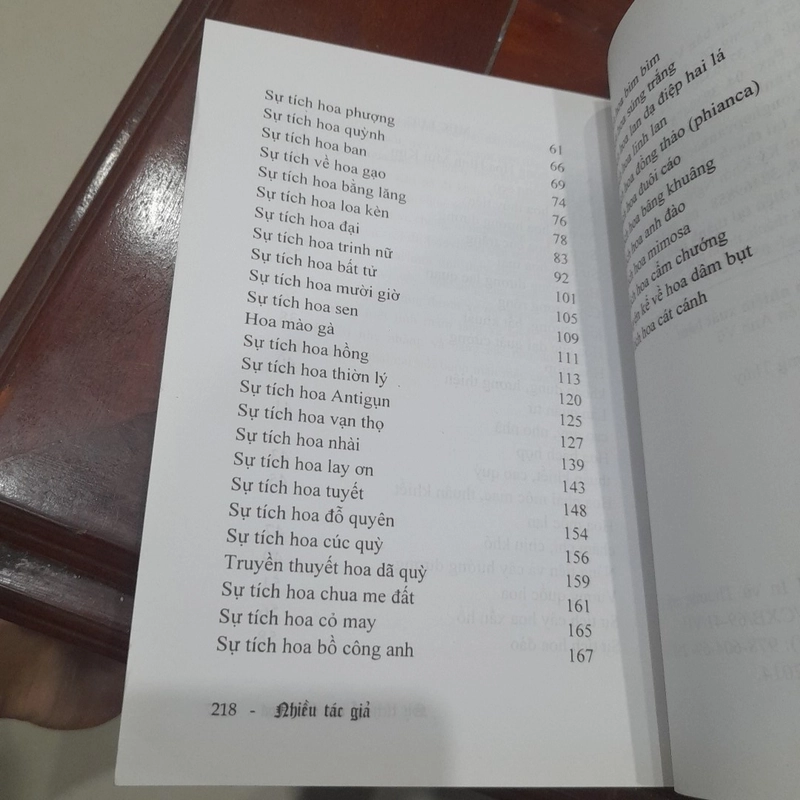 Sự tích hoa phượng 61
Sự tích hoa quỳnh 66
Sự tích hoa ban 69
Sự tích về hoa gạo 74
Sự tích hoa bằng lăng 76
Sự tích hoa loa kèn 78
Sự tích hoa đại 83
Sự tích hoa trinh nữ 92
Sự tích hoa bất tử 101
Sự tích hoa mười giờ 105
Sự tích hoa sen 109
Hoa mào gà 111
Sự tích hoa hồng 113
Sự tích hoa thiờn lý 120
Sự tích hoa Antigụn 125
Sự tích hoa vạn thọ 127
Sự tích hoa nhài 139
Sự tích hoa lay ơn 143
Sự tích hoa tuyết 148
Sự tích hoa đỗ quyên 154
Sự tích hoa cúc quỳ 156
Truyền thuyết hoa dã quỳ 159
Sự tích hoa chua me đất 161
Sự tích hoa cỏ may 165
Sự tích hoa bồ công anh 167
218 - Nhiều tác giả
hoa bìm bìm
hoa súng trắng
hoa lan dạ điệp hai lá
hoa linh lan
hoa đồng thảo (phianca)
hoa đuôi cáo
hoa bâng khuâng
hoa anh đào
hoa mimosa
hoa cẩm chướng
kể về hoa dâm bụt
hoa cát cánh